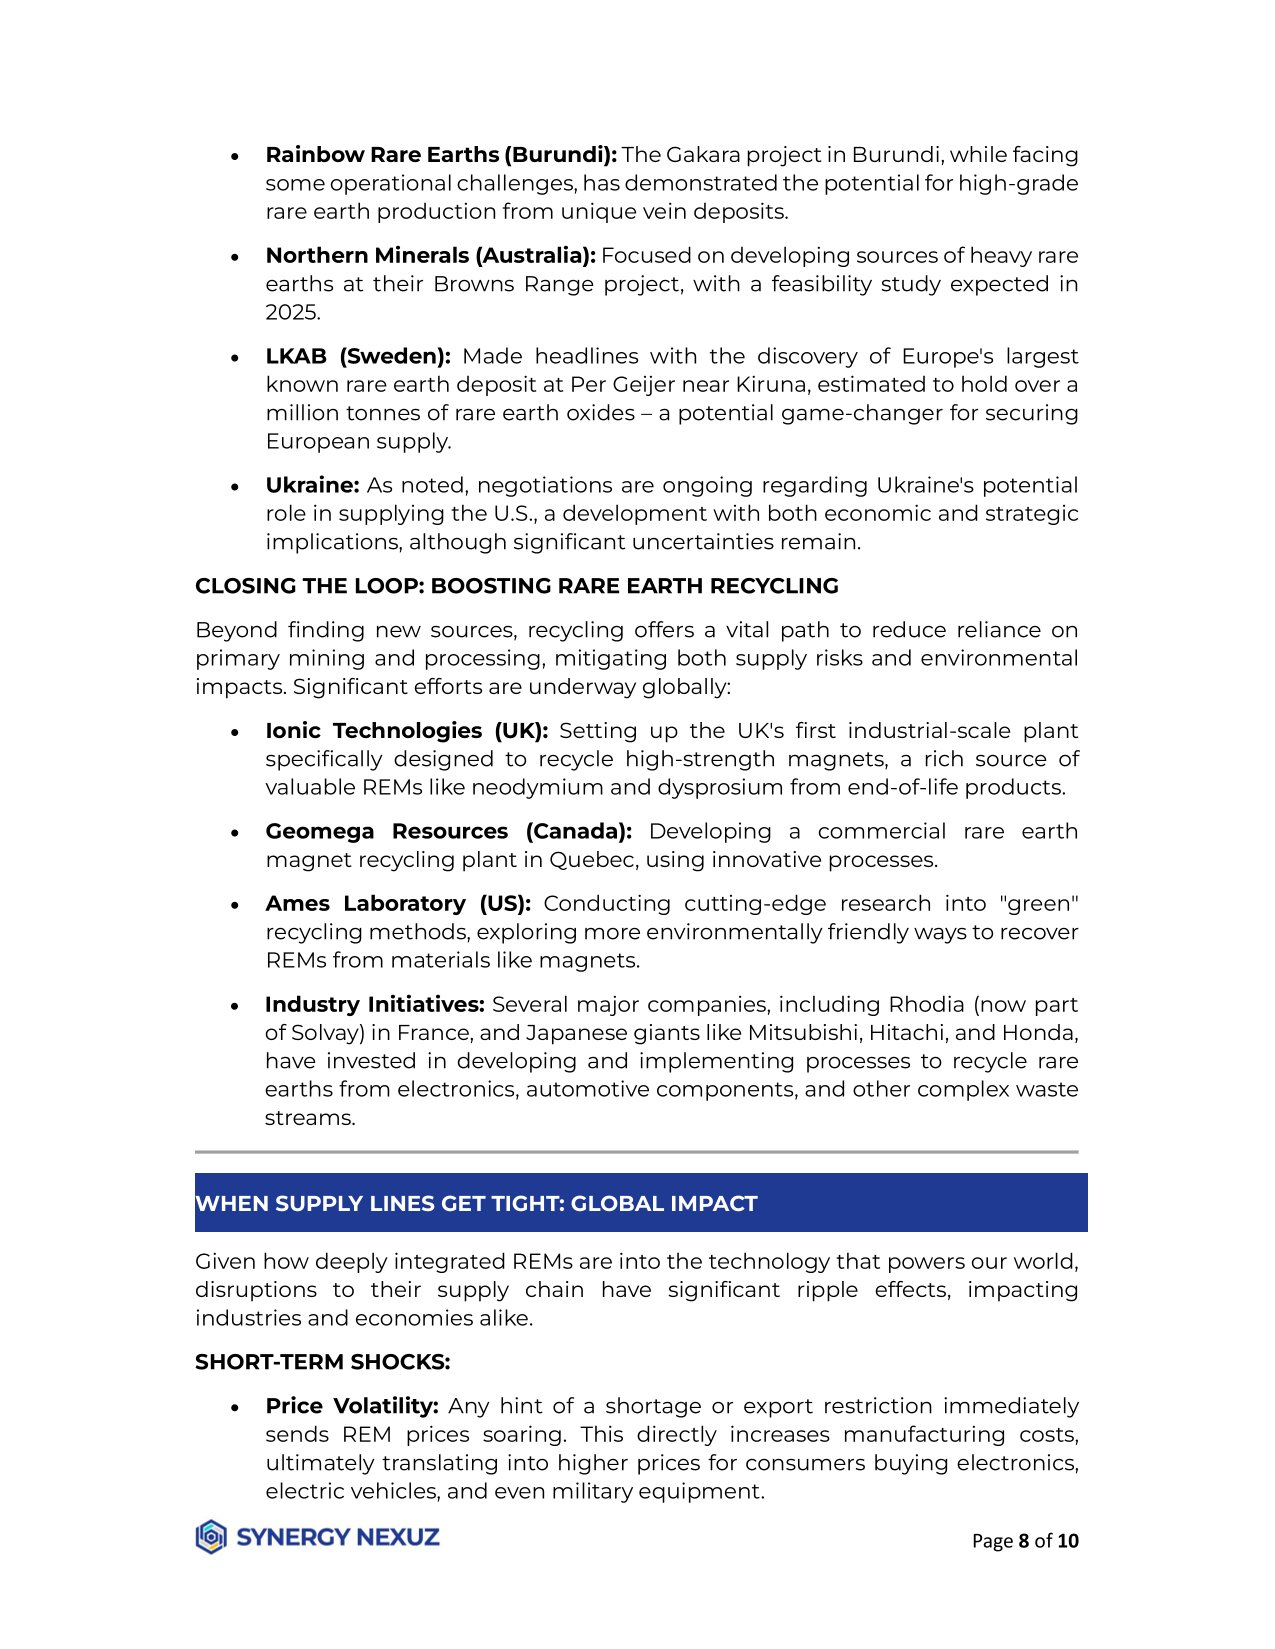 • Rainbow Rare Earths (Burundi): The Gakara project in Burundi, while facing
some operational challenges, has demonstrated the potential for high-grade
rare earth production from unique vein deposits.
• Northern Minerals (Australia): Focused on developing sources of heavy rare
earths at their Browns Range project, with a feasibility study expected in
2025.
• LKAB (Sweden): Made headlines with the discovery of Europe's largest
known rare earth deposit at Per Geijer near Kiruna, estimated to hold over a
million tonnes of rare earth oxides – a potential game-changer for securing
European supply.
• Ukraine: As noted, negotiations are ongoing regarding Ukraine's potential
role in supplying the U.S., a development with both economic and strategic
implications, although significant uncertainties remain.
CLOSING THE LOOP: BOOSTING RARE EARTH RECYCLING
Beyond finding new sources, recycling offers a vital path to reduce reliance on
primary mining and processing, mitigating both supply risks and environmental
impacts. Significant efforts are underway globally:
• Ionic Technologies (UK): Setting up the UK's first industrial-scale plant
specifically designed to recycle high-strength magnets, a rich source of
valuable REMs like neodymium and dysprosium from end-of-life products.
• Geomega Resources (Canada): Developing a commercial rare earth
magnet recycling plant in Quebec, using innovative processes.
• Ames Laboratory (US): Conducting cutting-edge research into "green"
recycling methods, exploring more environmentally friendly ways to recover
REMs from materials like magnets.
• Industry Initiatives: Several major companies, including Rhodia (now part
of Solvay) in France, and Japanese giants like Mitsubishi, Hitachi, and Honda,
have invested in developing and implementing processes to recycle rare
earths from electronics, automotive components, and other complex waste
streams.
WHEN SUPPLY LINES GET TIGHT: GLOBAL IMPACT
Given how deeply integrated REMs are into the technology that powers our world,
disruptions to their supply chain have significant ripple effects, impacting
industries and economies alike.
SHORT-TERM SHOCKS:
• Price Volatility: Any hint of a shortage or export restriction immediately
sends REM prices soaring. This directly increases manufacturing costs,
ultimately translating into higher prices for consumers buying electronics,
electric vehicles, and even military equipment.
SYNERGY NEXUZ
Page 8 of 10